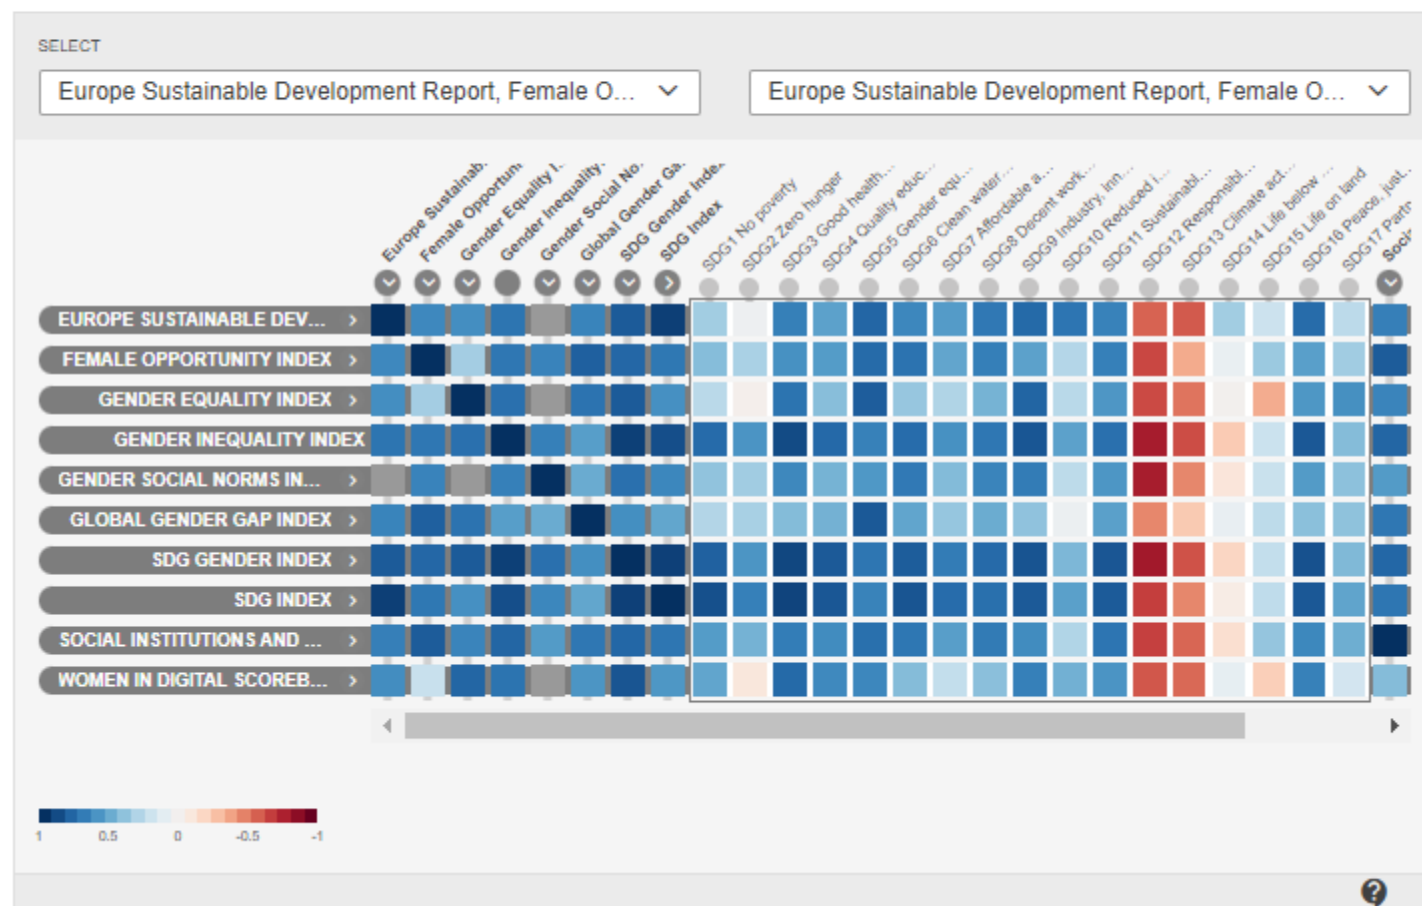 SELECT
Europe Sustainable Development Report, Female O...
Europe Sustainable Development Report, Female O...
Europe Sustainab..
Female Opportuni..
Gender Equality I...
Gender Inequality..
Gender Social No...
Global Gender Ga...
SDG Gender Index
SDG Index
SDG1 No poverty
SDG2 Zero hunger
SDG3 Good health...
SDG4 Quality educ...
SDG5 Gender equ...
SDG6 Clean water...
SDG7 Affordable a...
SDG8 Decent work...
SDG9 Industry, inn...
SDG10 Reduced i...
SDG11 Sustainabl...
SDG12 Responsibl...
SDG13 Climate act...
SDG14 Life below ...
SDG15 Life on land
SDG16 Peace, just...
SDG17 Partn
Soci
EUROPE SUSTAINABLE DEV...
FEMALE OPPORTUNITY INDEX
GENDER EQUALITY INDEX
GENDER INEQUALITY INDEX
GENDER SOCIAL NORMS IN...
GLOBAL GENDER GAP INDEX
SDG GENDER INDEX
SDG INDEX
SOCIAL INSTITUTIONS AND ...
WOMEN IN DIGITAL SCOREB...
1 0.5 0 -0.5 -1
?